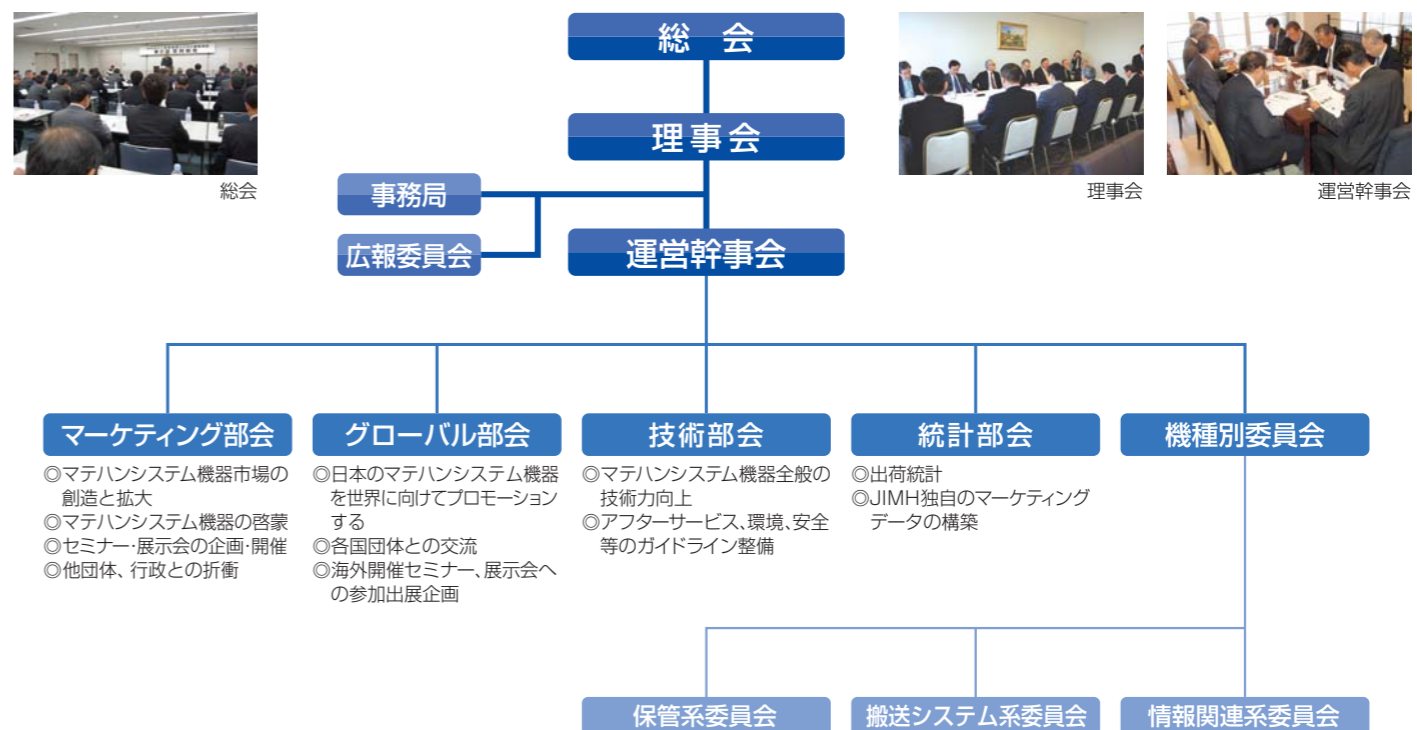 総会
総会
理事会
理事会
運営幹事会
事務局
広報委員会
運営幹事会
マーケティング部会
◎マテハンシステム機器市場の
創造と拡大
◎マテハンシステム機器の啓蒙
◎セミナー・展示会の企画・開催
◎他団体、行政との折衝
グローバル部会
◎日本のマテハンシステム機器
を世界に向けてプロモーション
する
◎各国団体との交流
◎海外開催セミナー、展示会へ
の参加出展企画
技術部会
◎マテハンシステム機器全般の
技術力向上
◎アフターサービス、環境、安全
等のガイドライン整備
統計部会
◎出荷統計
◎JIMH独自のマーケティング
データの構築
機種別委員会
保管系委員会
搬送システム系委員会
情報関連系委員会